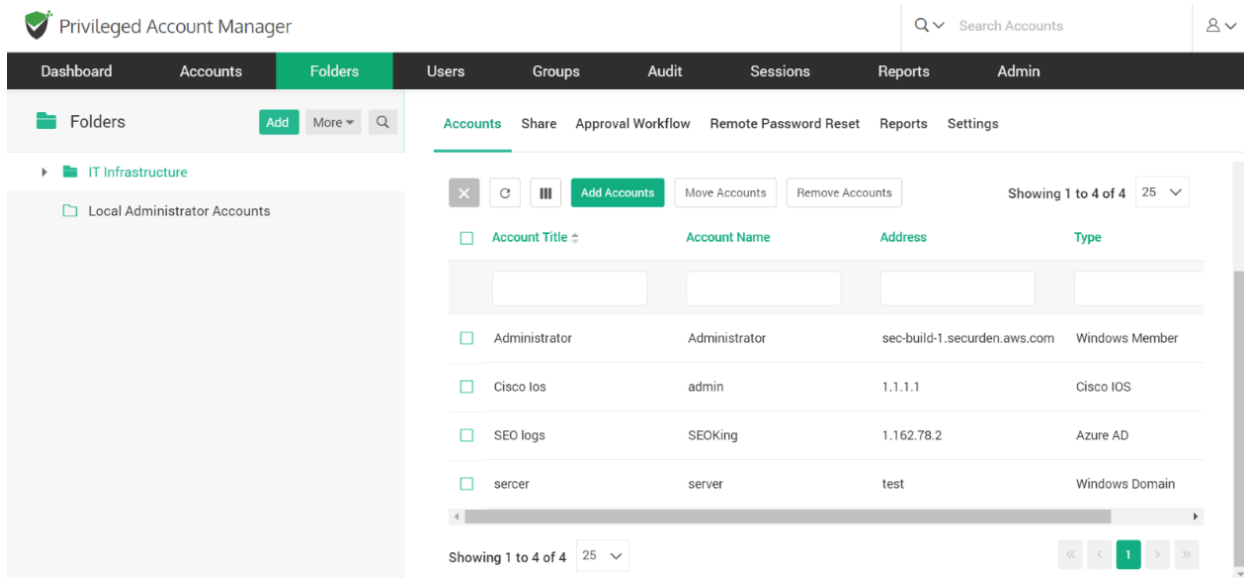 Privileged Account Manager
Search Accounts
Dashboard Accounts Folders Users Groups Audit Sessions Reports Admin
Folders Add More
IT Infrastructure
Local Administrator Accounts
Accounts Share Approval Workflow Remote Password Reset Reports Settings
Add Accounts Move Accounts Remove Accounts Showing 1 to 4 of 4 25
Account Title Account Name Address Type
Administrator Administrator sec-build-1.securden.aws.com Windows Member
Cisco Ios admin 1.1.1.1 Cisco IOS
SEO logs SEOKing 1.162.78.2 Azure AD
sercer server test Windows Domain
Showing 1 to 4 of 4 25 « ‹ 1 › »